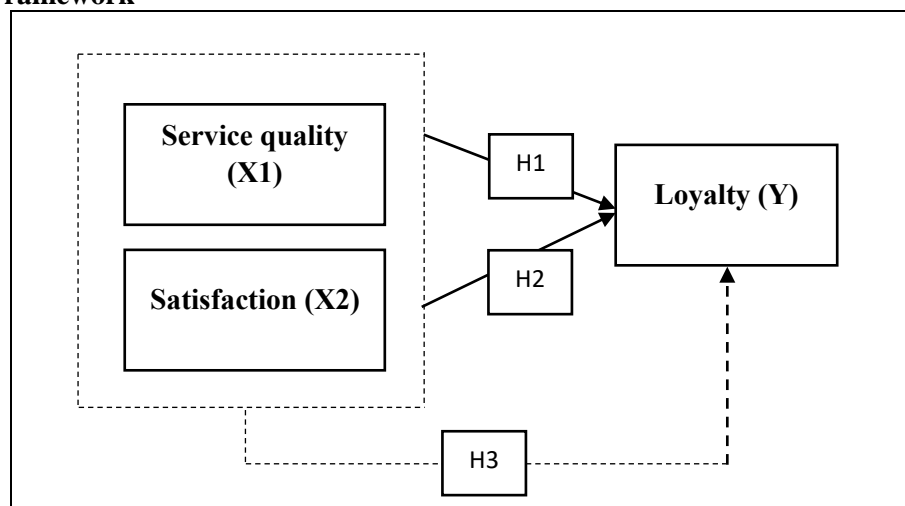 Service quality
(X1)
H1
Loyalty (Y)
Satisfaction (X2)
H2
H3